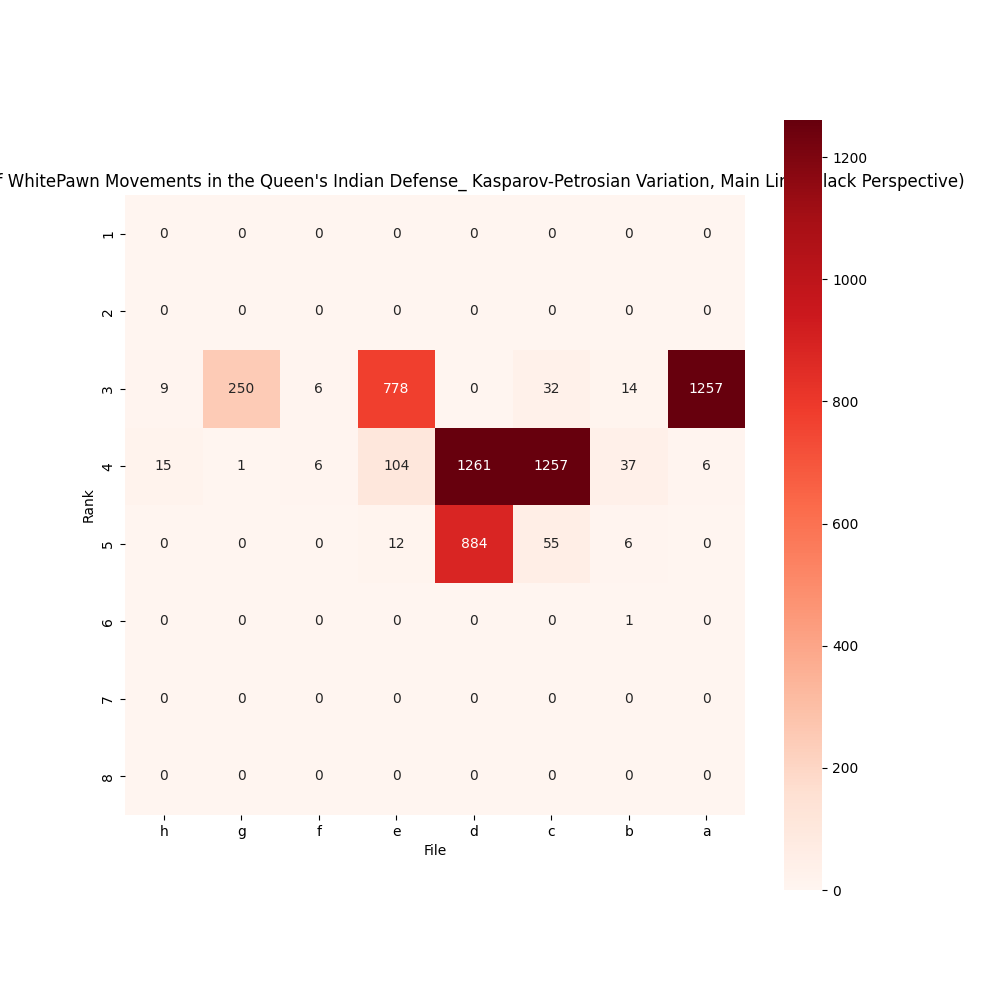 WhitePawn Movements in the Queen's Indian Defense_ Kasparov-Petrosian Variation, Main Perspective)
1 0 0 0 0 0 0 0 0
2 0 0 0 0 0 0 0 0
3 9 250 6 778 0 32 14 1257
4 15 1 6 104 1261 1257 37 6
5 0 0 0 12 884 55 6 0
6 0 0 0 0 0 0 1 0
7 0 0 0 0 0 0 0 0
8 0 0 0 0 0 0 0 0
Rank
h g f e d c b a
File
1200
1000
800
600
400
200
0